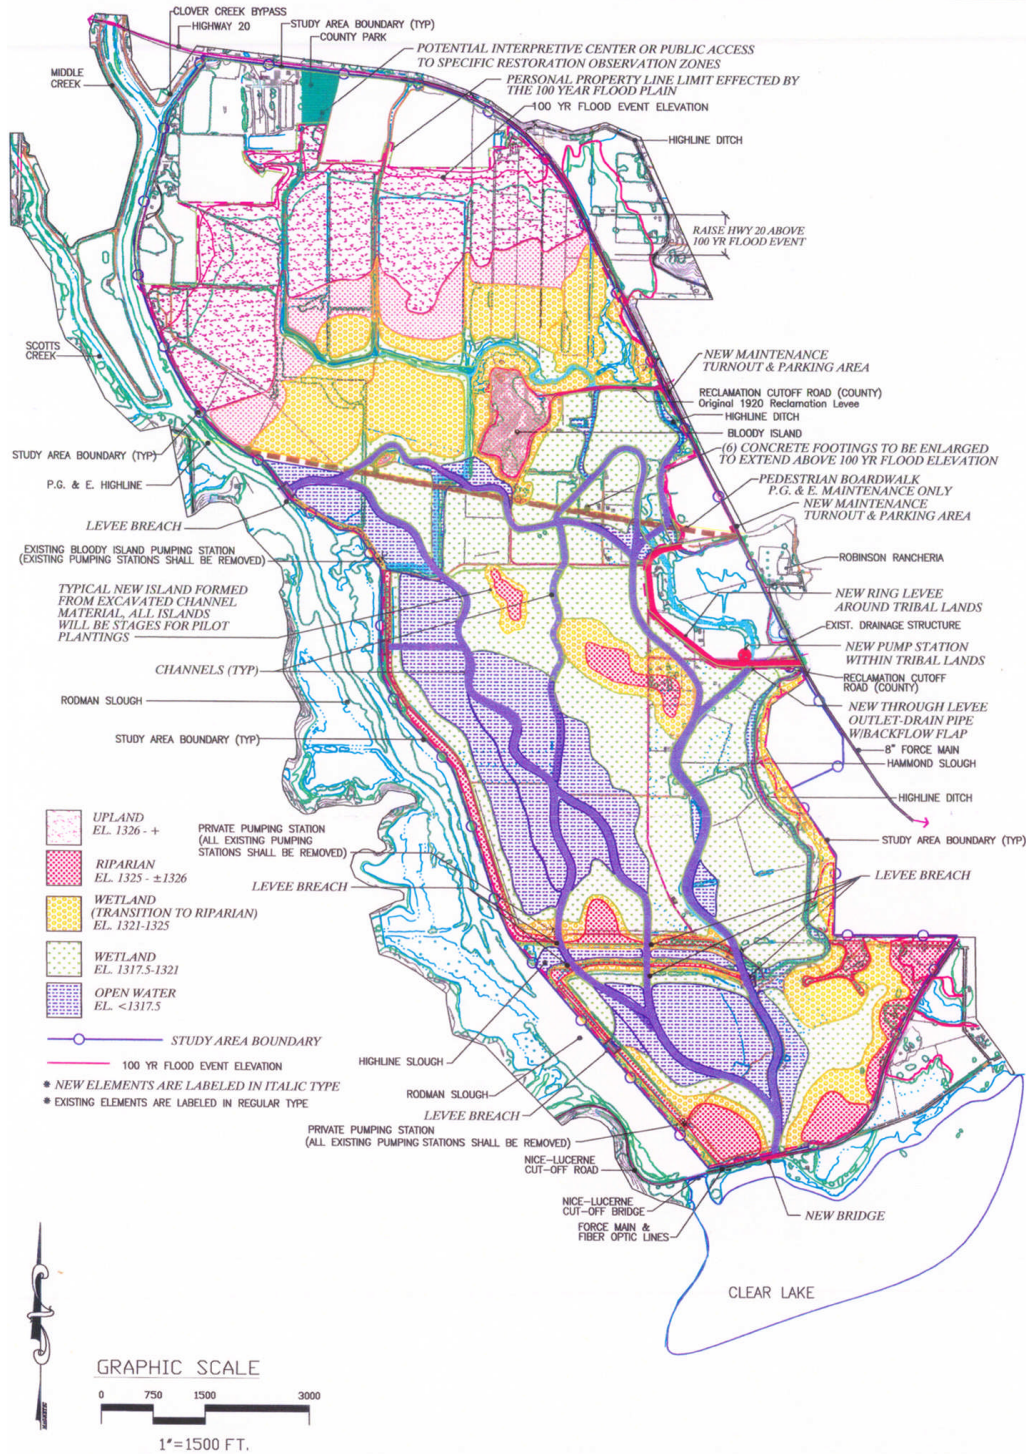 CLOVER CREEK BYPASS
HIGHWAY 20
STUDY AREA BOUNDARY (TYP)
COUNTY PARK
POTENTIAL INTERPRETIVE CENTER OR PUBLIC ACCESS
TO SPECIFIC RESTORATION OBSERVATION ZONES
MIDDLE
CREEK
PERSONAL PROPERTY LINE LIMIT EFFECTED BY
THE 100 YEAR FLOOD PLAIN
100 YR FLOOD EVENT ELEVATION
HIGHLINE DITCH
RAISE HWY 20 ABOVE
100 YR FLOOD EVENT
SCOTTS
CREEK
NEW MAINTENANCE
TURNOUT & PARKING AREA
RECLAMATION CUTOFF ROAD (COUNTY)
Original 1920 Reclamation Levee
HIGHLINE DITCH
BLOODY ISLAND
STUDY AREA BOUNDARY (TYP)
(6) CONCRETE FOOTINGS TO BE ENLARGED
TO EXTEND ABOVE 100 YR FLOOD ELEVATION
P.G. & E. HIGHLINE
PEDESTRIAN BOARDWALK
P.G. & E. MAINTENANCE ONLY
NEW MAINTENANCE
TURNOUT & PARKING AREA
LEVEE BREACH
EXISTING BLOODY ISLAND PUMPING STATION
(EXISTING PUMPING STATIONS SHALL BE REMOVED)
ROBINSON RANCHERIA
TYPICAL NEW ISLAND FORMED
FROM EXCAVATED CHANNEL
MATERIAL, ALL ISLANDS
WILL BE STAGES FOR PILOT
PLANTINGS
NEW RING LEVEE
AROUND TRIBAL LANDS
EXIST. DRAINAGE STRUCTURE
NEW PUMP STATION
WITHIN TRIBAL LANDS
CHANNELS (TYP)
RECLAMATION CUTOFF
ROAD (COUNTY)
RODMAN SLOUGH
NEW THROUGH LEVEE
OUTLET-DRAIN PIPE
W/BACKFLOW FLAP
STUDY AREA BOUNDARY (TYP)
8" FORCE MAIN
HAMMOND SLOUGH
HIGHLINE DITCH
UPLAND
EL. 1326 - +
PRIVATE PUMPING STATION
(ALL EXISTING PUMPING
STATIONS SHALL BE REMOVED)
STUDY AREA BOUNDARY (TYP)
RIPARIAN
EL. 1325 - ±1326
LEVEE BREACH
LEVEE BREACH
WETLAND
(TRANSITION TO RIPARIAN)
EL. 1321-1325
WETLAND
EL. 1317.5-1321
OPEN WATER
EL. <1317.5
STUDY AREA BOUNDARY
100 YR FLOOD EVENT ELEVATION
HIGHLINE SLOUGH
* NEW ELEMENTS ARE LABELED IN ITALIC TYPE
* EXISTING ELEMENTS ARE LABELED IN REGULAR TYPE
RODMAN SLOUGH
LEVEE BREACH
PRIVATE PUMPING STATION
(ALL EXISTING PUMPING STATIONS SHALL BE REMOVED)
NICE-LUCERNE
CUT-OFF ROAD
NICE-LUCERNE
CUT-OFF BRIDGE
FORCE MAIN &
FIBER OPTIC LINES
NEW BRIDGE
CLEAR LAKE
GRAPHIC SCALE
0 750 1500 3000
1"=1500 FT.